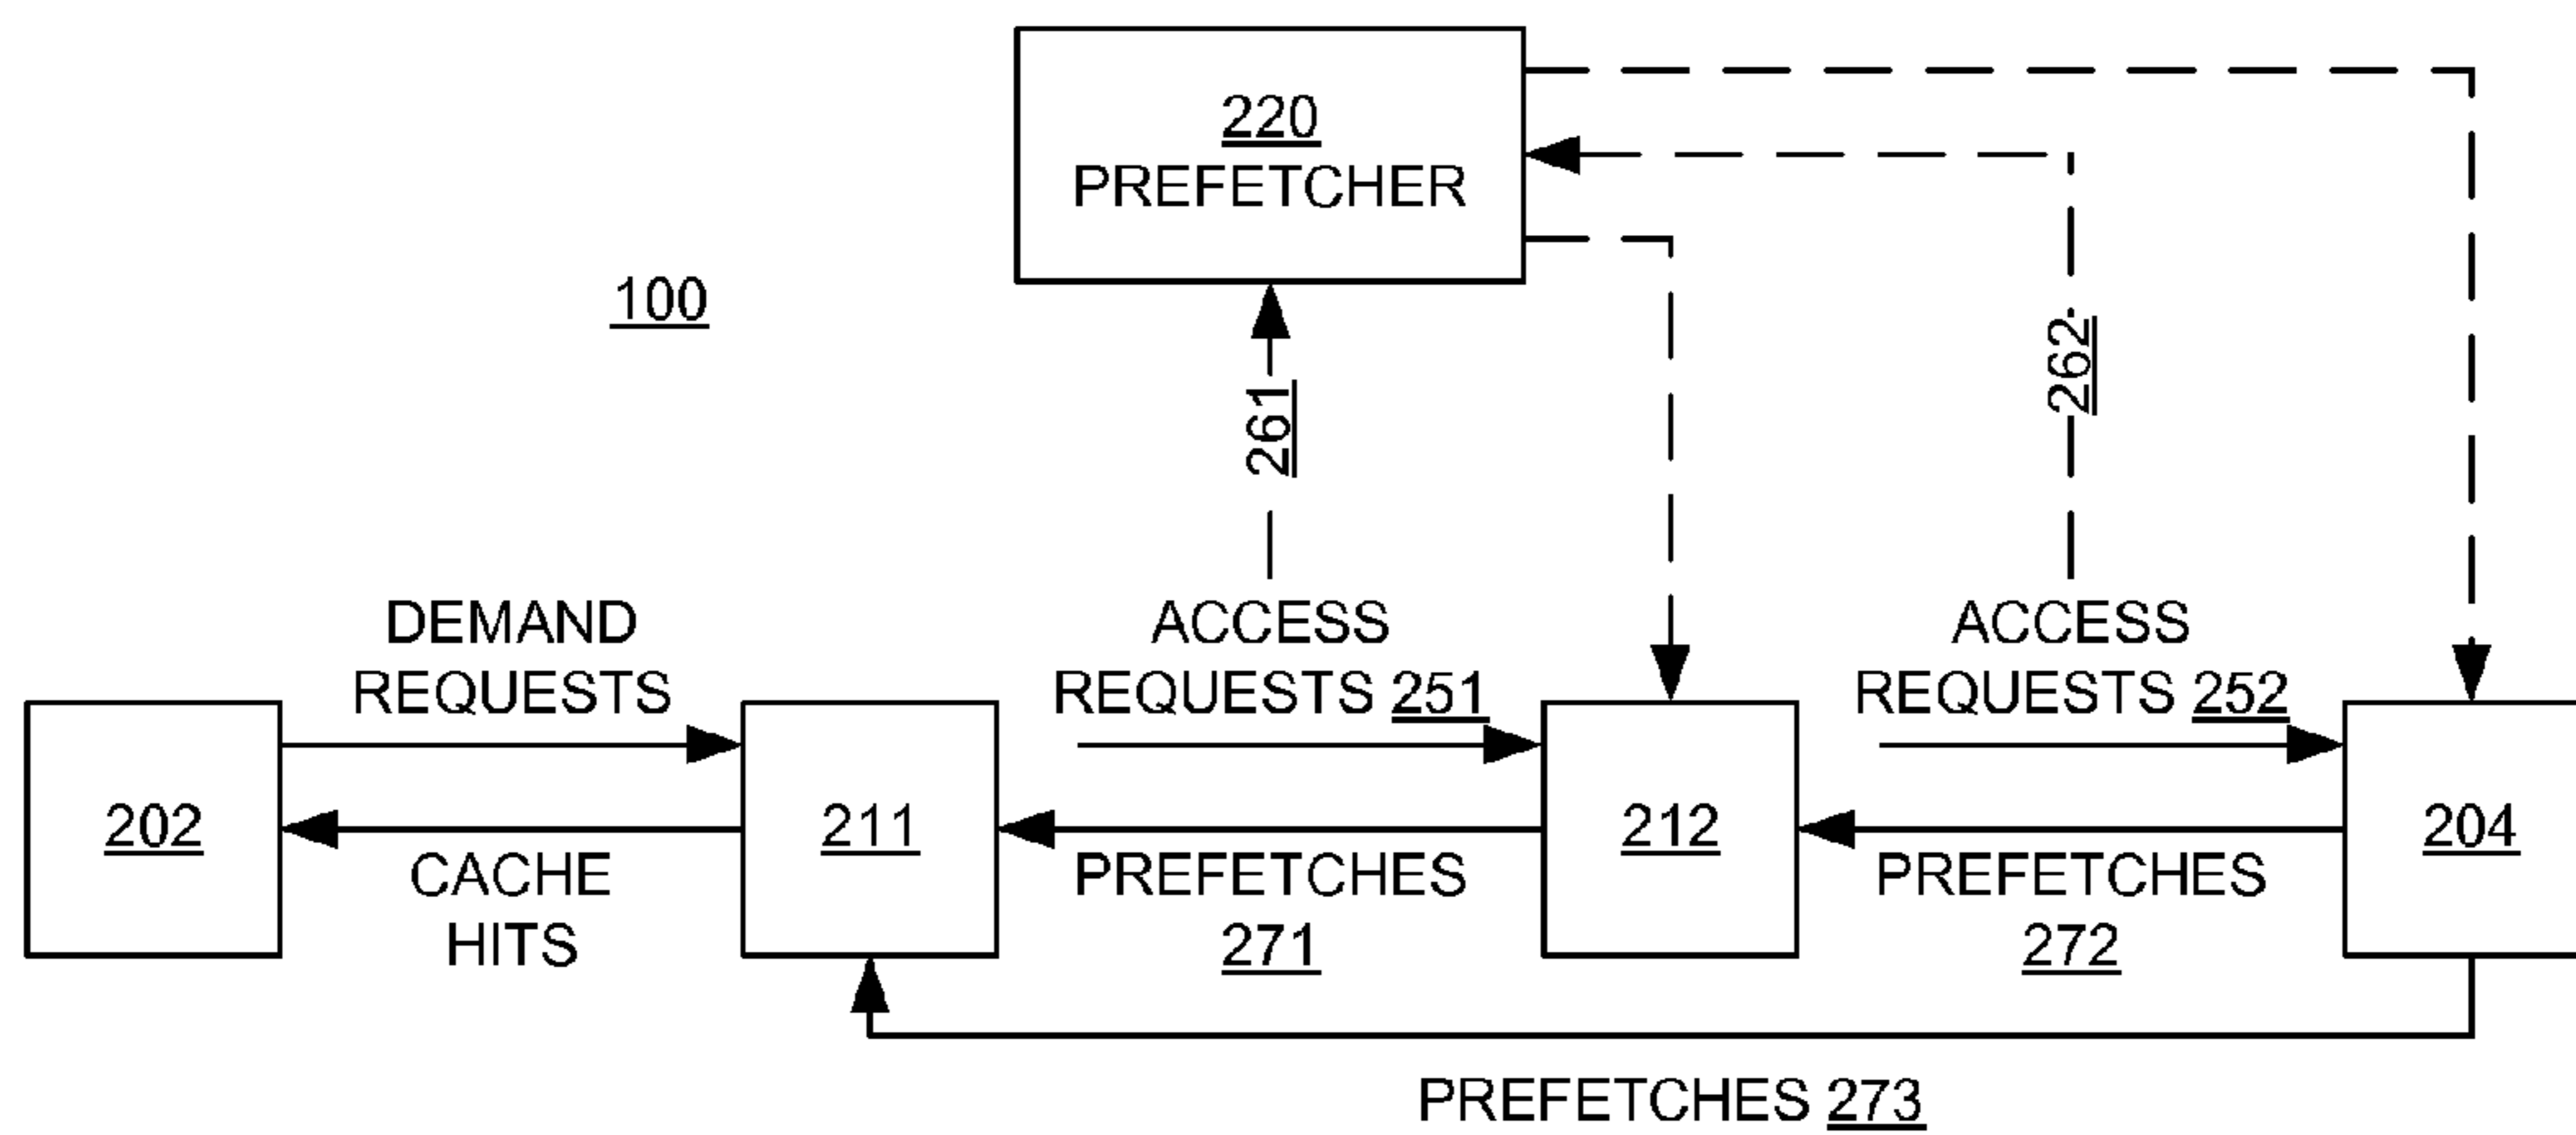 220
PREFETCHER
100
261
262
DEMAND
REQUESTS
ACCESS
REQUESTS 251
ACCESS
REQUESTS 252
202
211
212
204
CACHE
HITS
PREFETCHES
271
PREFETCHES
272
PREFETCHES 273